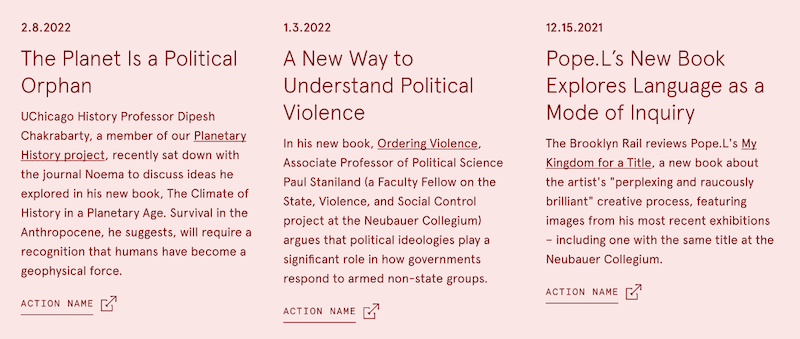 2.8.2022
The Planet Is a Political
Orphan
UChicago History Professor Dipesh
Chakrabarty, a member of our Planetary
History project, recently sat down with
the journal Noema to discuss ideas he
explored in his new book, The Climate of
History in a Planetary Age. Survival in the
Anthropocene, he suggests, will require a
recognition that humans have become a
geophysical force.
ACTION NAME
1.3.2022
A New Way to
Understand Political
Violence
In his new book, Ordering Violence,
Associate Professor of Political Science
Paul Staniland (a Faculty Fellow on the
State, Violence, and Social Control
project at the Neubauer Collegium)
argues that political ideologies play a
significant role in how governments
respond to armed non-state groups.
ACTION NAME
12.15.2021
Pope.L’s New Book
Explores Language as a
Mode of Inquiry
The Brooklyn Rail reviews Pope.L's My
Kingdom for a Title, a new book about
the artist's "perplexing and raucously
brilliant" creative process, featuring
images from his most recent exhibitions
– including one with the same title at the
Neubauer Collegium.
ACTION NAME